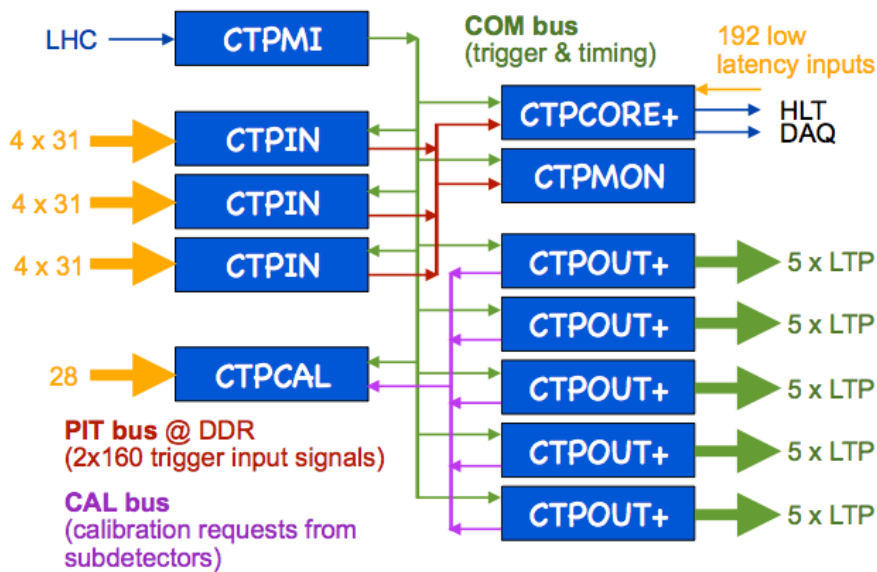 LHC
CTPMI
COM bus
(trigger & timing)
192 low
latency inputs
4 x 31
CTPIN
CTPCORE+
HLT
DAQ
4 x 31
CTPIN
CTPMON
4 x 31
CTPIN
CTPOUT+
5 x LTP
CTPOUT+
5 x LTP
28
CTPCAL
CTPOUT+
5 x LTP
PIT bus @ DDR
(2x160 trigger input signals)
CTPOUT+
5 x LTP
CAL bus
(calibration requests from
subdetectors)
CTPOUT+
5 x LTP